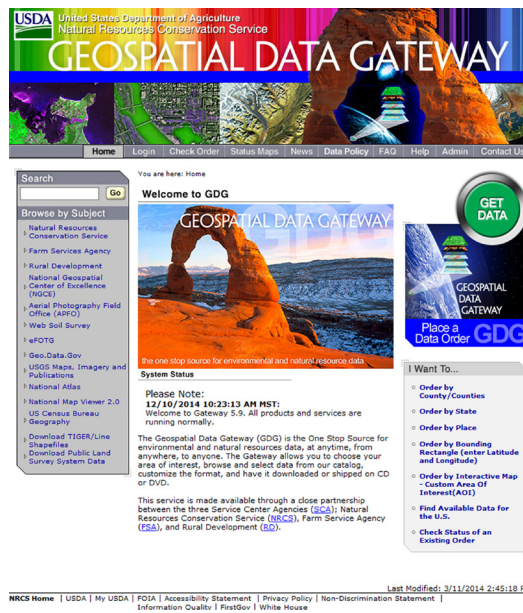 USDA
United States Department of Agriculture
Natural Resources Conservation Service
GEOSPATIAL DATA GATEWAY
Home
Login
Check Order
Status Maps
News
Data Policy
FAQ
Help
Admin
Contact Us
Search
Go
Browse by Subject
Natural Resources
Conservation Service
Farm Services Agency
Rural Development
National Geospatial
Center of Excellence
(NGCE)
Aerial Photography Field
Office (APFO)
Web Soil Survey
eFOTG
Geo.Data.Gov
USGS Maps, Imagery and
Publications
National Atlas
National Map Viewer 2.0
US Census Bureau
Geography
Download TIGER/Line
Shapefiles
Download Public Land
Survey System Data
You are here: Home
Welcome to GDG
GEOSPATIAL DATA GATEWAY
GDG
the one stop source for environmental and natural resource data
System Status
Please Note:
12/10/2014 10:23:13 AM MST:
Welcome to Gateway 5.9. All products and services are
running normally.
The Geospatial Data Gateway (GDG) is the One Stop Source for
environmental and natural resources data, at anytime, from
anywhere, to anyone. The Gateway allows you to choose your
area of interest, browse and select data from our catalog,
customize the format, and have it downloaded or shipped on CD
or DVD.
This service is made available through a close partnership
between the three Service Center Agencies (SCA); Natural
Resources Conservation Service (NRCS), Farm Service Agency
(FSA), and Rural Development (RD).
GET
DATA
GEOSPATIAL
DATA
GATEWAY
Place a
Data Order
GDG
I Want To...
Order by
County/Counties
Order by State
Order by Place
Order by Bounding
Rectangle (enter Latitude
and Longitude)
Order by Interactive Map
- Custom Area Of
Interest(AOI)
Find Available Data for
the U.S.
Check Status of an
Existing Order
Last Modified: 3/11/2014 2:45:18 P
NRCS Home | USDA | My USDA | FOIA | Accessibility Statement | Privacy Policy | Non-Discrimination Statement |
Information Quality | FirstGov | White House